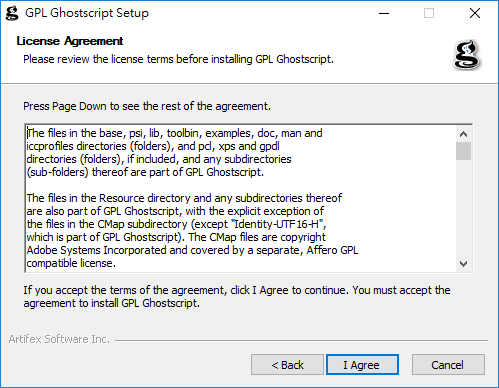 GPL Ghostscript Setup
License Agreement
Please review the license terms before installing GPL Ghostscript.
Press Page Down to see the rest of the agreement.
The files in the base, psi, lib, toolbin, examples, doc, man and
iccprofiles directories (folders), and pcl, xps and gpdl
directories (folders), if included, and any subdirectories
(sub-folders) thereof are part of GPL Ghostscript.
The files in the Resource directory and any subdirectories thereof
are also part of GPL Ghostscript, with the explicit exception of
the files in the CMap subdirectory (except "Identity-UTF16-H",
which is part of GPL Ghostscript). The CMap files are copyright
Adobe Systems Incorporated and covered by a separate, Affero GPL
compatible license.
If you accept the terms of the agreement, click I Agree to continue. You must accept the
agreement to install GPL Ghostscript.
Artifex Software Inc.
< Back
I Agree
Cancel